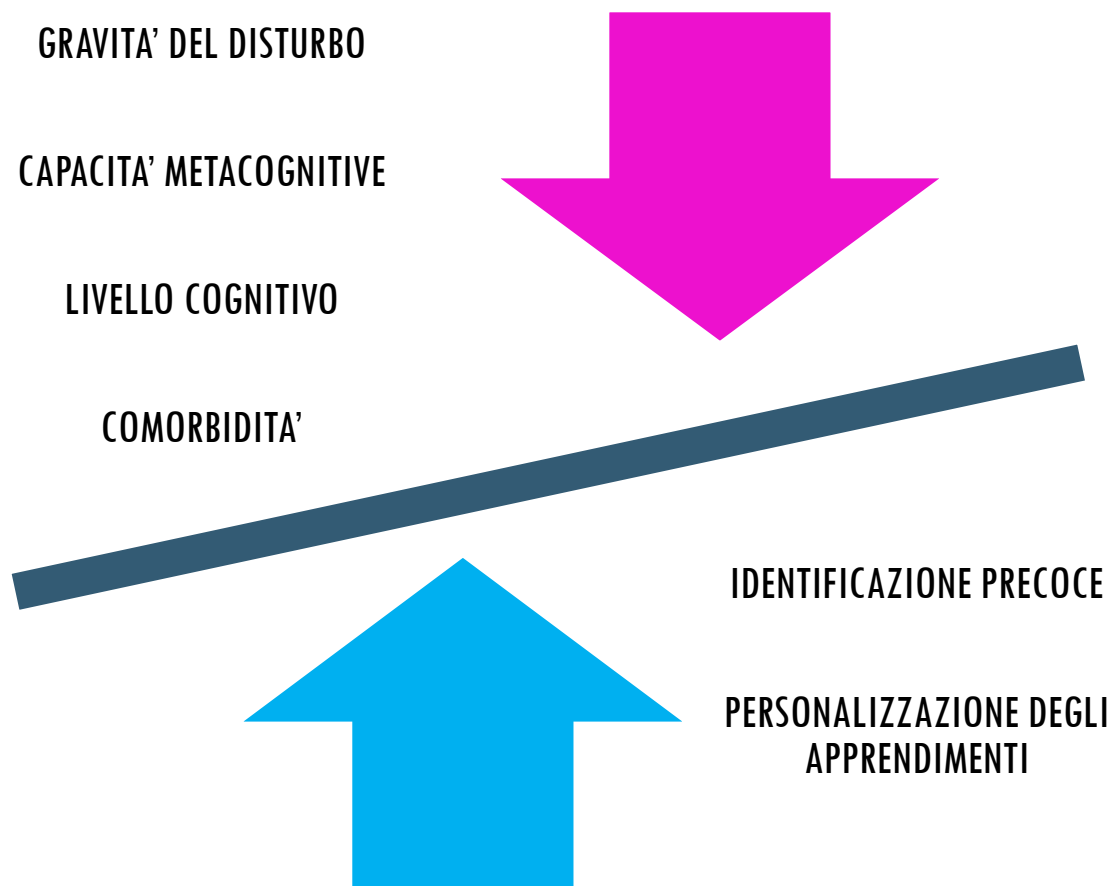 GRAVITA’ DEL DISTURBO
CAPACITA’ METACOGNITIVE
LIVELLO COGNITIVO
COMORBIDITA’
IDENTIFICAZIONE PRECOCE
PERSONALIZZAZIONE DEGLI
APPRENDIMENTI